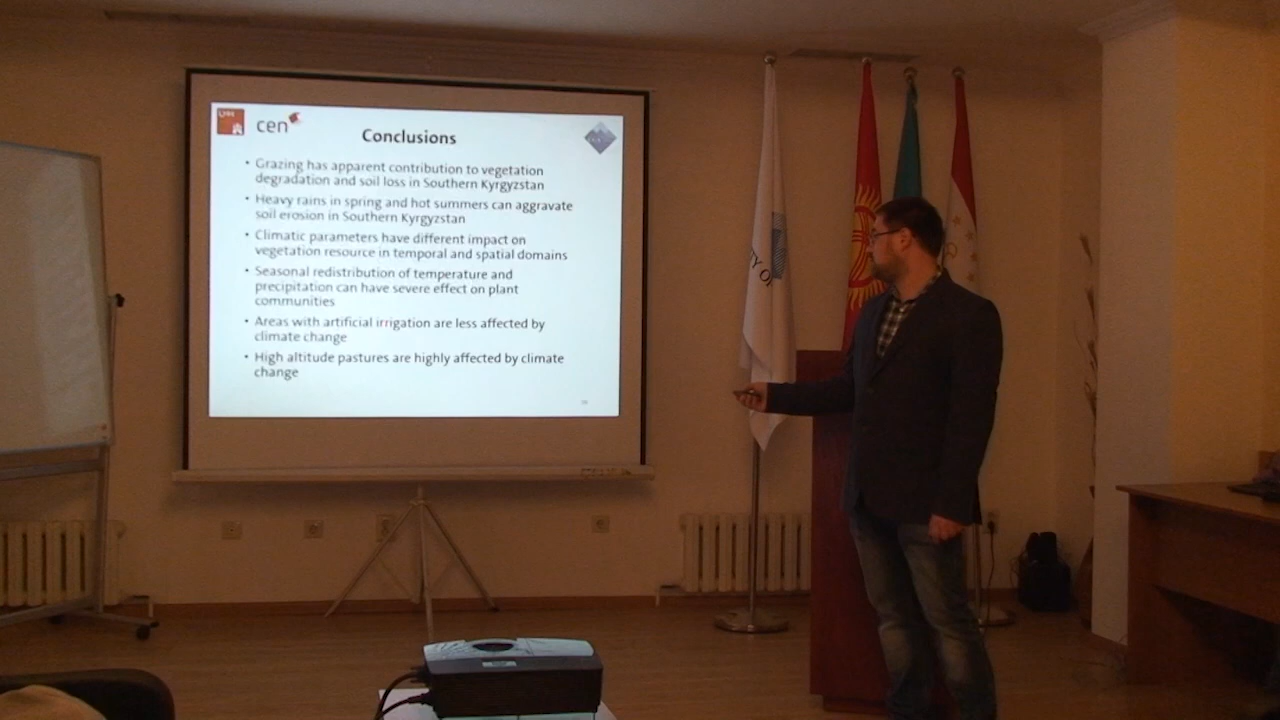 cen
Conclusions
• Grazing has apparent contribution to vegetation
degradation and soil loss in Southern Kyrgyzstan
• Heavy rains in spring and hot summers can aggravate
soil erosion in Southern Kyrgyzstan
• Climatic parameters have different impact on
vegetation resource in temporal and spatial domains
• Seasonal redistribution of temperature and
precipitation can have severe effect on plant
communities
• Areas with artificial irrigation are less affected by
climate change
• High altitude pastures are highly affected by climate
change